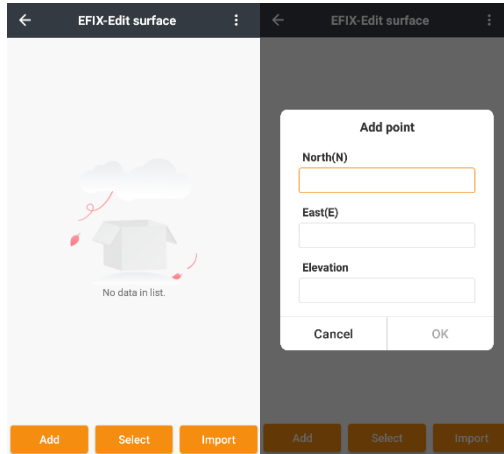 EFIX-Edit surface
No data in list.
Add
Select
Import
EFIX-Edit surface
Add point
North(N)
East(E)
Elevation
Cancel
OK
Add
Select
Import